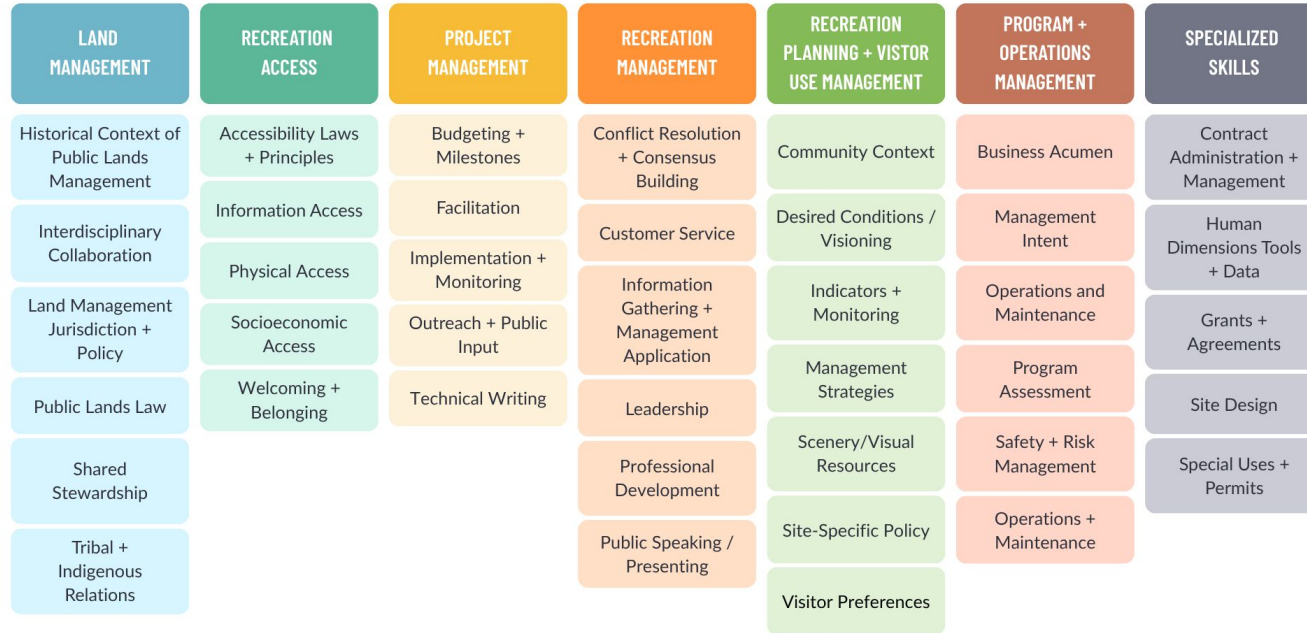 LAND
MANAGEMENT
Historical Context of
Public Lands
Management
Interdisciplinary
Collaboration
Land Management
Jurisdiction +
Policy
Public Lands Law
Shared
Stewardship
Tribal +
Indigenous
Relations
RECREATION
ACCESS
Accessibility Laws
+ Principles
Information Access
Physical Access
Socioeconomic
Access
Welcoming +
Belonging
PROJECT
MANAGEMENT
Budgeting +
Milestones
Facilitation
Implementation +
Monitoring
Outreach + Public
Input
Technical Writing
RECREATION
MANAGEMENT
Conflict Resolution
+ Consensus
Building
Customer Service
Information
Gathering +
Management
Application
Leadership
Professional
Development
Public Speaking /
Presenting
RECREATION
PLANNING + VISTOR
USE MANAGEMENT
Community Context
Desired Conditions /
Visioning
Indicators +
Monitoring
Management
Strategies
Scenery/Visual
Resources
Site-Specific Policy
Visitor Preferences
PROGRAM +
OPERATIONS
MANAGEMENT
Business Acumen
Management
Intent
Operations and
Maintenance
Program
Assessment
Safety + Risk
Management
Operations +
Maintenance
SPECIALIZED
SKILLS
Contract
Administration +
Management
Human
Dimensions Tools
+ Data
Grants +
Agreements
Site Design
Special Uses +
Permits